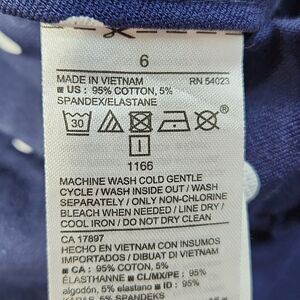 6
MADE IN VIETNAM RN 54023
US : 95% COTTON, 5%
SPANDEX/ELASTANE
30
I
1166
MACHINE WASH COLD GENTLE
CYCLE / WASH INSIDE OUT / WASH
SEPARATELY / ONLY NON-CHLORINE
BLEACH WHEN NEEDED / LINE DRY /
COOL IRON / DO NOT DRY CLEAN
CA 17897
HECHO EN VIETNAM CON INSUMOS
IMPORTADOS / DIBUAT DI VIETNAM
CA : 95% COTTON, 5%
ÉLASTHANNE CL/MX/PE : 95%
algodón, 5% elastano ID : 95%
KAPAS, 5% SPANDEKS